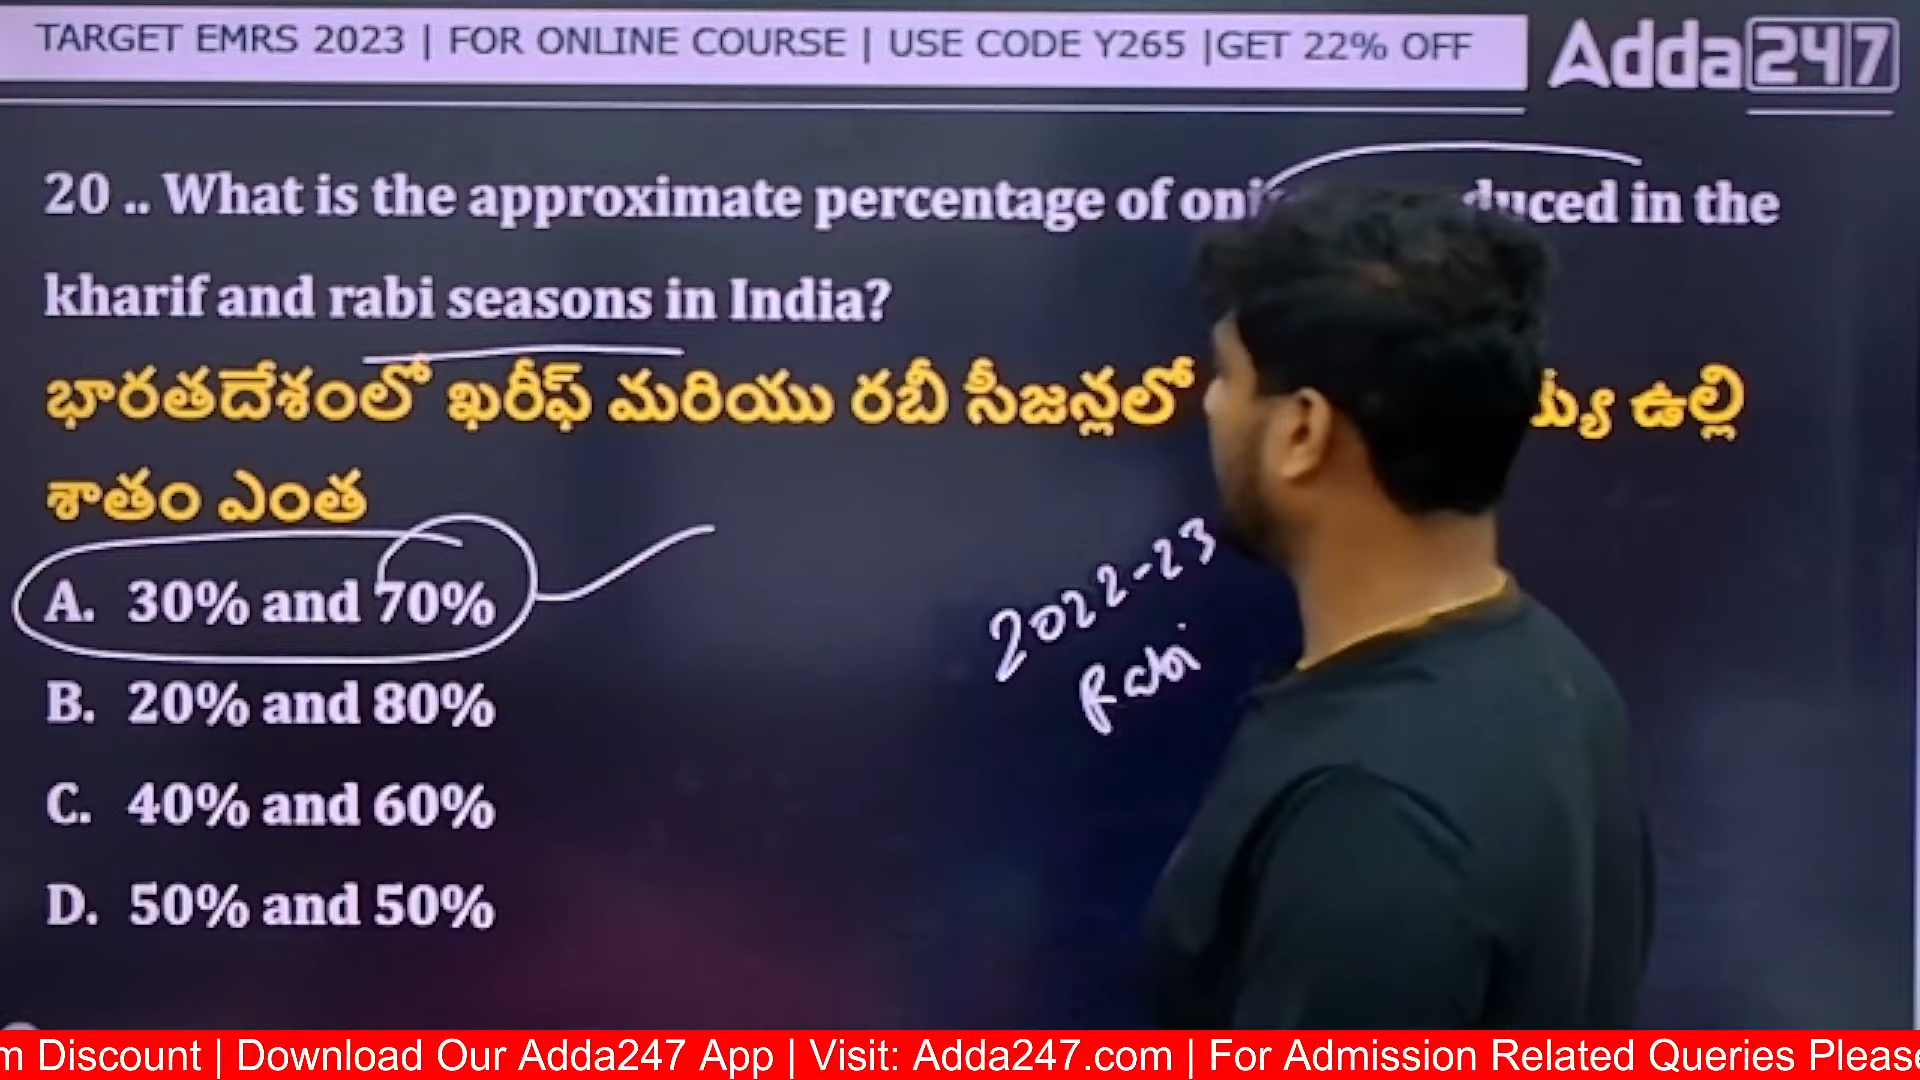 TARGET EMRS 2023 | FOR ONLINE COURSE | USE CODE Y265 |GET 22% OFF
Adda247
20 .. What is the approximate percentage of duced in the
kharif and rabi seasons in India?
భారతదేశంలో ఖరీఫ్ మరియు రబీ సీజన్లలో ఉల్లి
శాతం ఎంత
A. 30% and 70%
2022-23
Rabi
B. 20% and 80%
C. 40% and 60%
D. 50% and 50%
m Discount | Download Our Adda247 App | Visit: Adda247.com | For Admission Related Queries Please